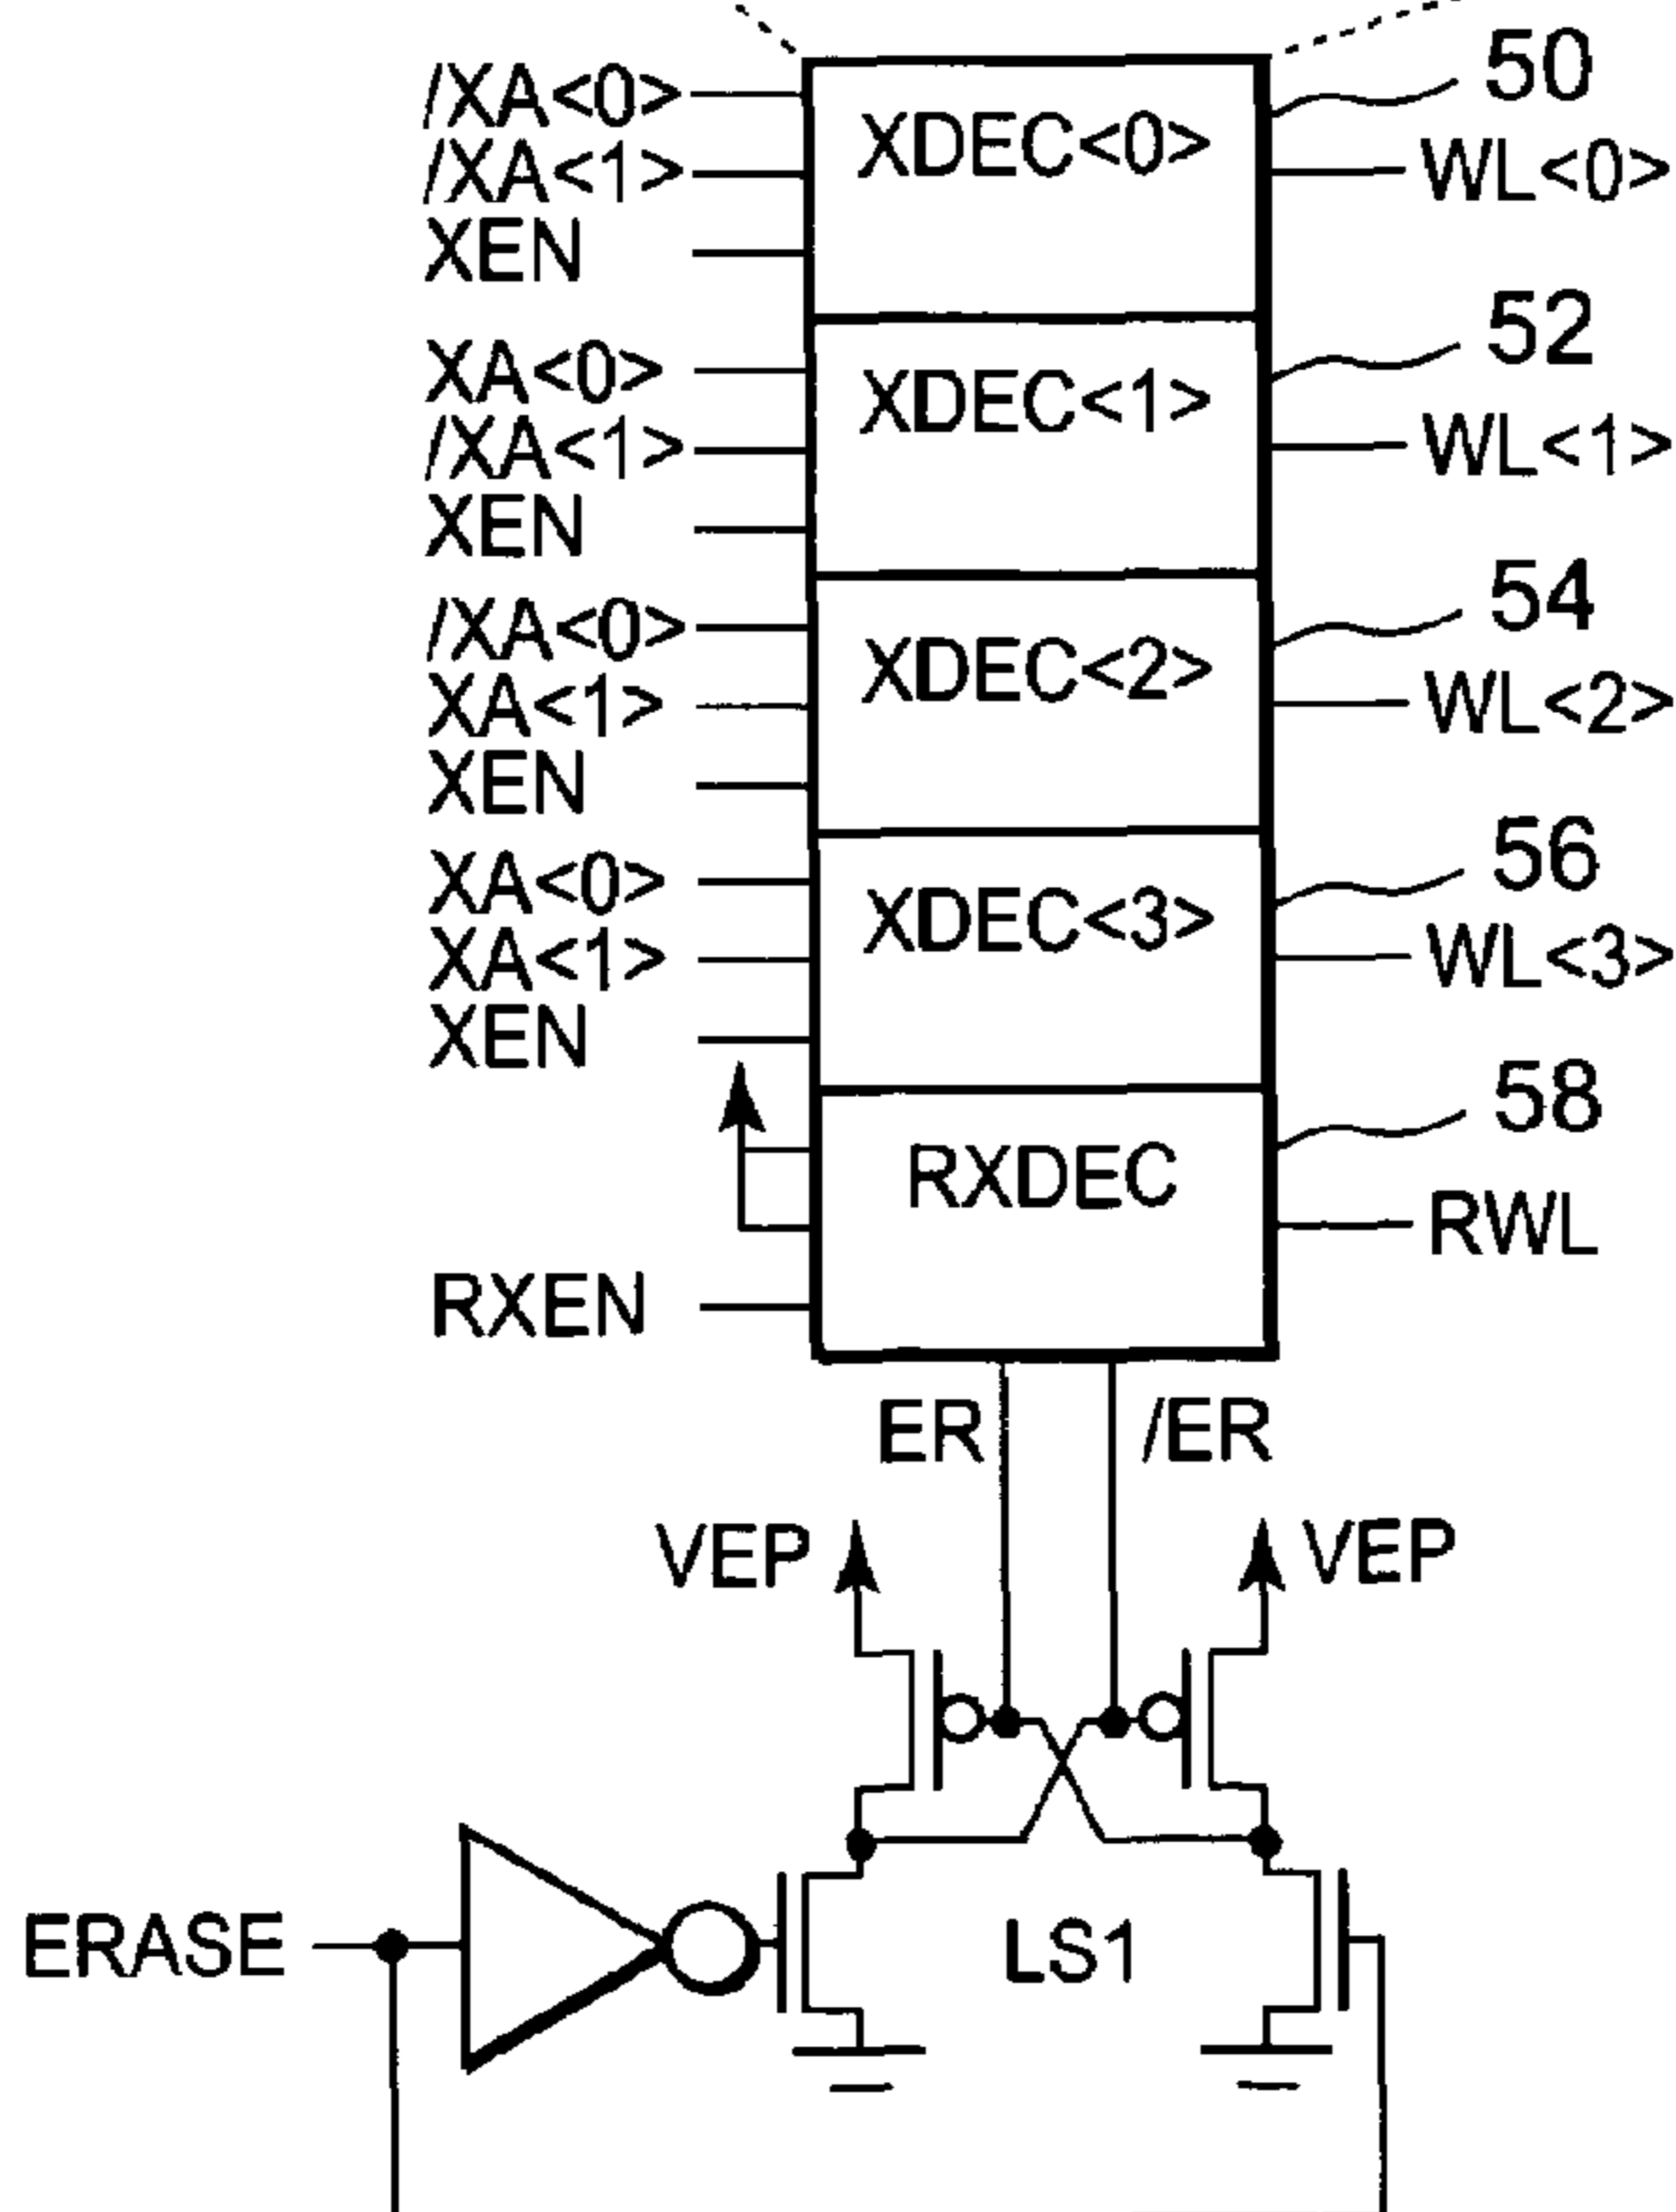 /XA<0>
/XA<1>
XEN
XDEC<0>
50
WL<0>
XA<0>
/XA<1>
XEN
XDEC<1>
52
WL<1>
/XA<0>
XA<1>
XEN
XDEC<2>
54
WL<2>
XA<0>
XA<1>
XEN
XDEC<3>
56
WL<3>
RXEN
RXDEC
58
RWL
ER
/ER
VEP
VEP
ERASE
LS1